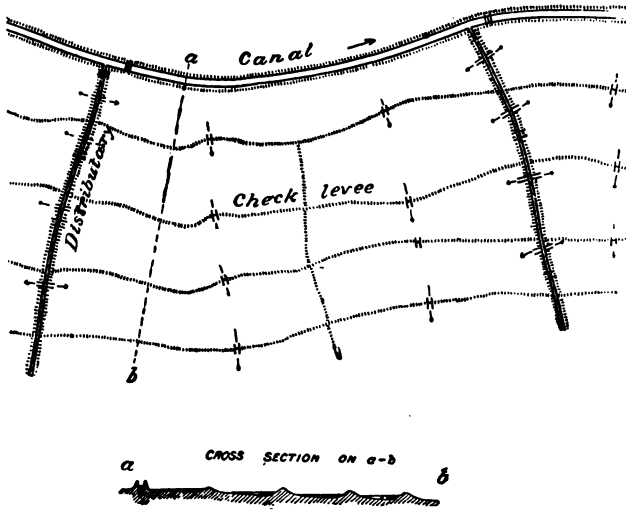 a
Canal
Distributary
Check levee
b
CROSS SECTION ON a-b
a
b